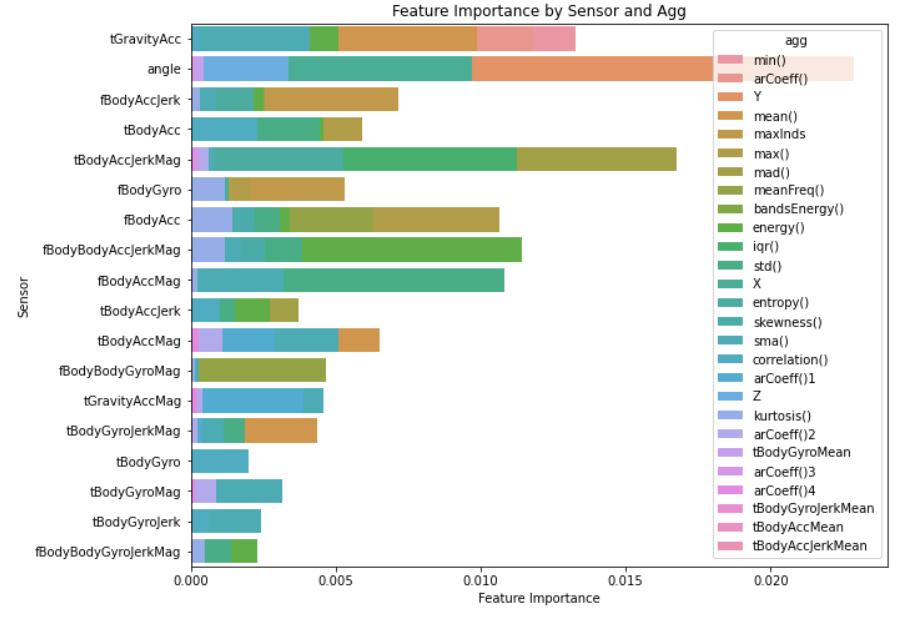 Feature Importance by Sensor and Agg
Sensor
tGravityAcc
angle
fBodyAccJerk
tBodyAcc
tBodyAccJerkMag
fBodyGyro
fBodyAcc
fBodyBodyAccJerkMag
fBodyAccMag
tBodyAccJerk
tBodyAccMag
fBodyBodyGyroMag
tGravityAccMag
tBodyGyroJerkMag
tBodyGyro
tBodyGyroMag
tBodyGyroJerk
fBodyBodyGyroJerkMag
agg
min()
arCoeff()
Y
mean()
maxInds
max()
mad()
meanFreq()
bandsEnergy()
energy()
iqr()
std()
X
entropy()
skewness()
sma()
correlation()
arCoeff()1
Z
kurtosis()
arCoeff()2
tBodyGyroMean
arCoeff()3
arCoeff()4
tBodyGyroJerkMean
tBodyAccMean
tBodyAccJerkMean
0.000 0.005 0.010 0.015 0.020
Feature Importance